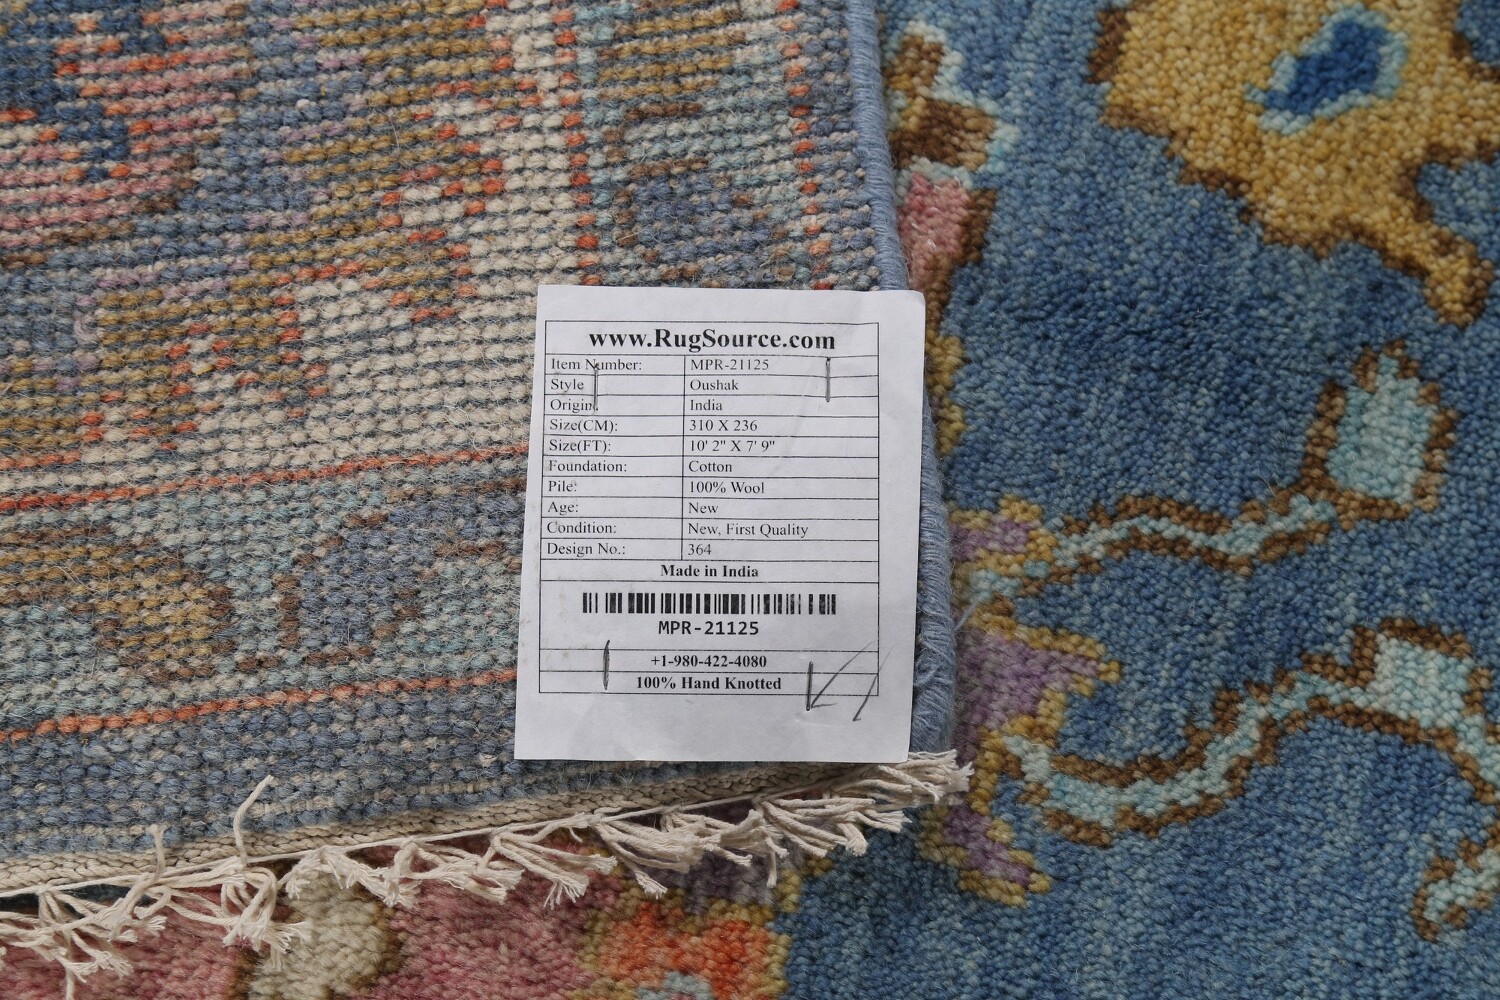 www.RugSource.com
Item Number: MPR-21125
Style Oushak
Origin: India
Size(CM): 310 X 236
Size(FT): 10' 2" X 7' 9"
Foundation: Cotton
Pile: 100% Wool
Age: New
Condition: New, First Quality
Design No.: 364
Made in India
MPR-21125
+1-980-422-4080
100% Hand Knotted